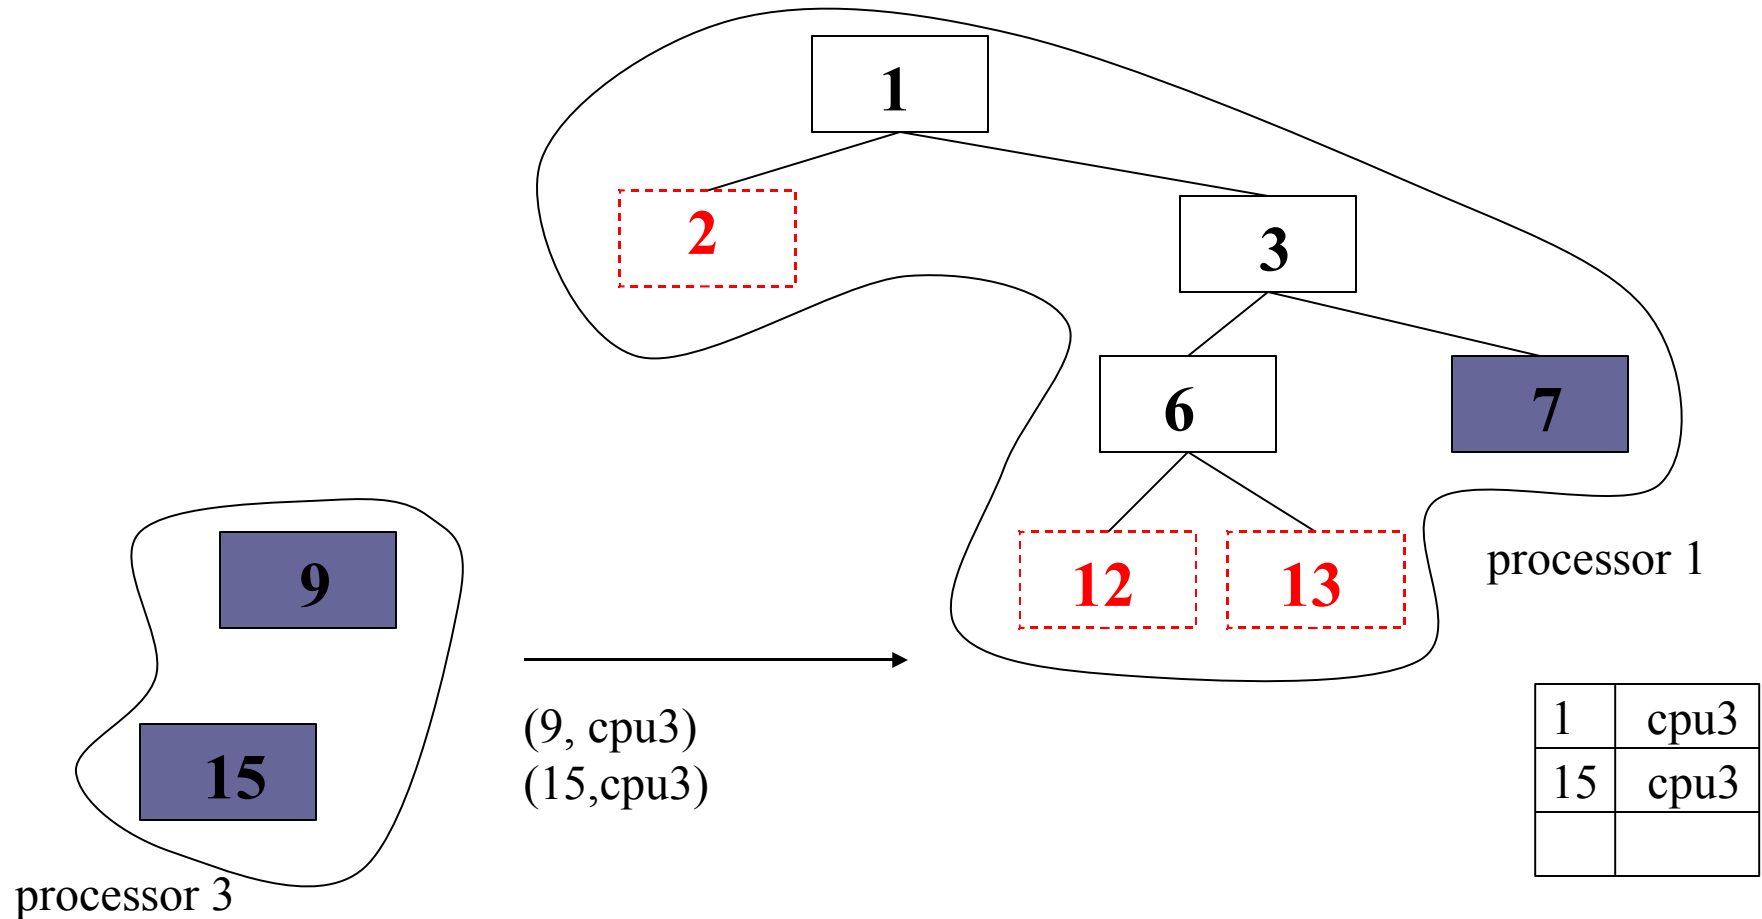 1
2
3
6
7
12
13
processor 1
9
15
processor 3
(9, cpu3)
(15,cpu3)
1 cpu3
15 cpu3